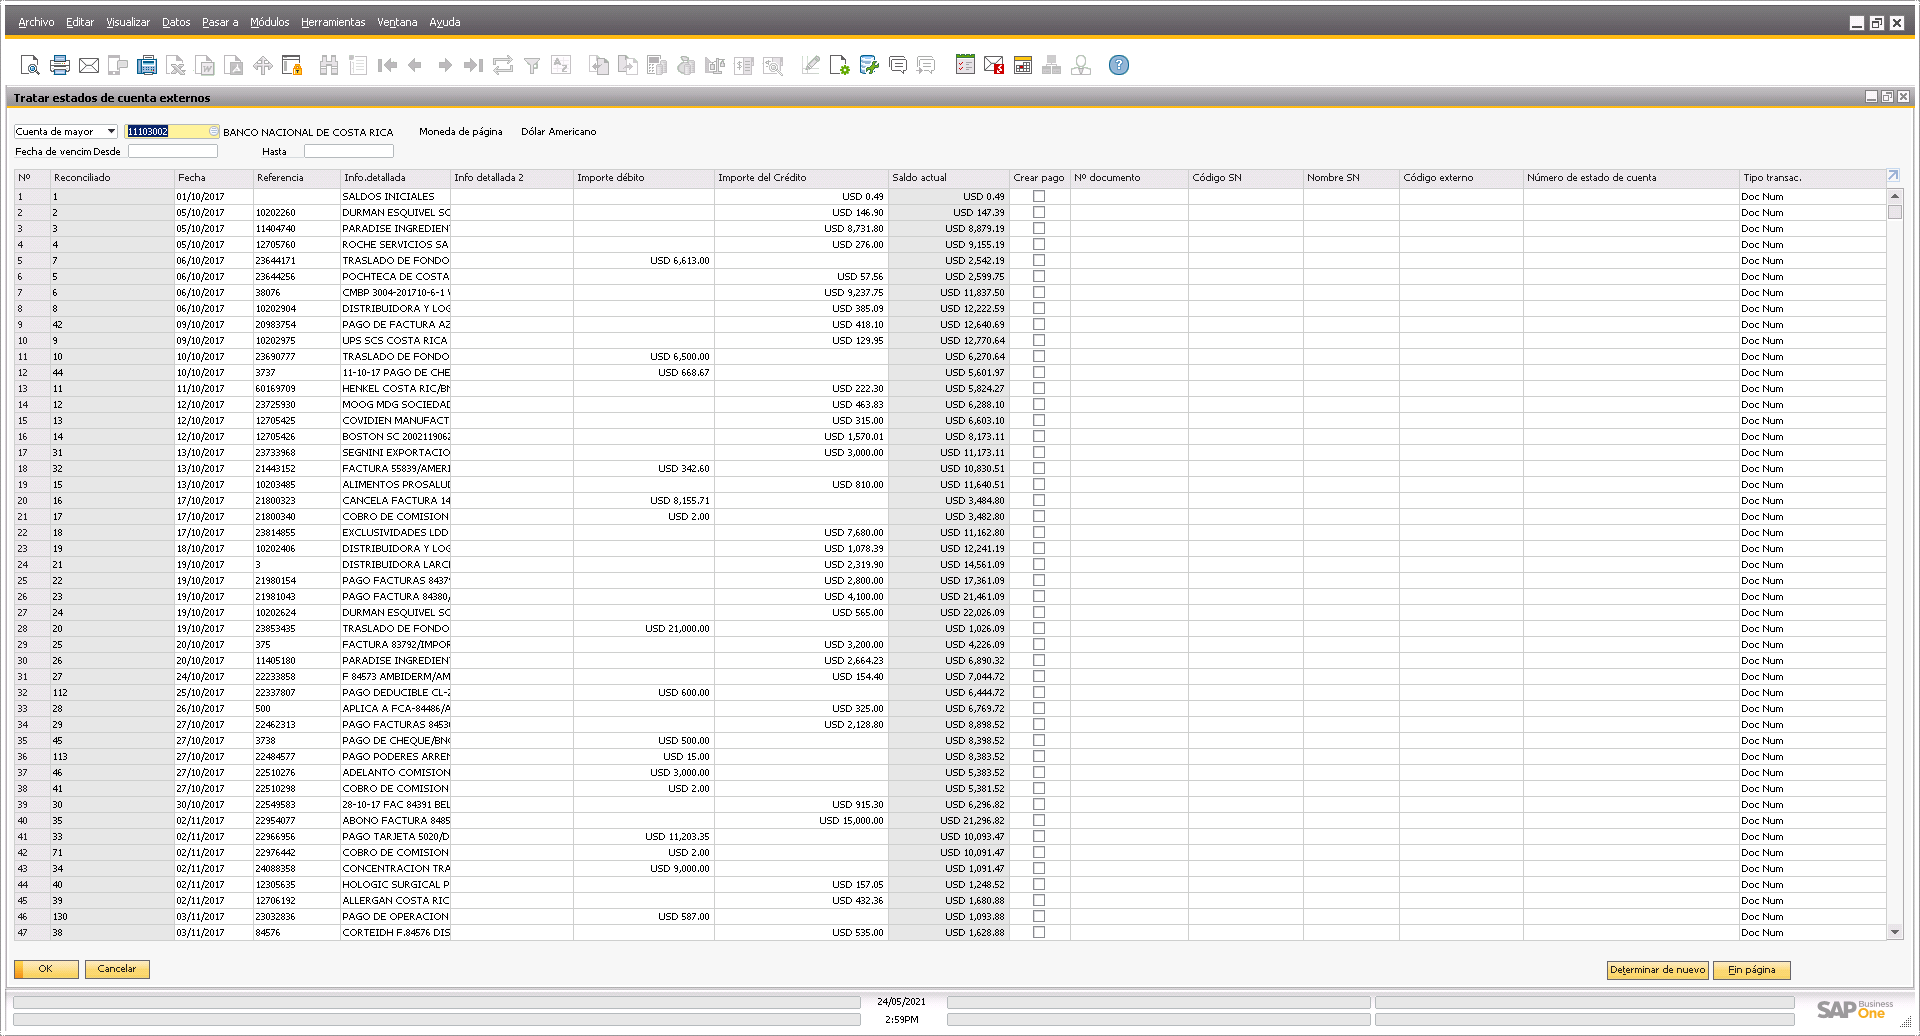 Archivo Editar Visualizar Datos Pasar a Módulos Herramientas Ventana Ayuda
Tratar estados de cuenta externos
Cuenta de mayor 11103002 BANCO NACIONAL DE COSTA RICA Moneda de página Dólar Americano
Fecha de vencim Desde Hasta
Nº Reconciliado Fecha Referencia Info.detallada Info detallada 2 Importe débito Importe del Crédito Saldo actual Crear pago Nº documento Código SN Nombre SN Código externo Número de estado de cuenta Tipo transac.
1 1 01/10/2017 SALDOS INICIALES USD 0.49 USD 0.49 Doc Num
2 2 05/10/2017 10202260 DURMAN ESQUIVEL SC USD 146.90 USD 147.39 Doc Num
3 3 05/10/2017 11404740 PARADISE INGREDIENT USD 8,731.80 USD 8,879.19 Doc Num
4 4 05/10/2017 12705760 ROCHE SERVICIOS SA USD 276.00 USD 9,155.19 Doc Num
5 7 06/10/2017 23644171 TRASLADO DE FONDO USD 6,613.00 USD 2,542.19 Doc Num
6 5 06/10/2017 23644256 POCHTECA DE COSTA USD 57.56 USD 2,599.75 Doc Num
7 6 06/10/2017 38076 CMBP 3004-201710-6-1 V USD 9,237.75 USD 11,837.50 Doc Num
8 8 06/10/2017 10202904 DISTRIBUIDORA Y LOG USD 385.09 USD 12,222.59 Doc Num
9 42 09/10/2017 20983754 PAGO DE FACTURA AZ USD 418.10 USD 12,640.69 Doc Num
10 9 09/10/2017 10202975 UPS SCS COSTA RICA USD 129.95 USD 12,770.64 Doc Num
11 10 10/10/2017 23690777 TRASLADO DE FONDO USD 6,500.00 USD 6,270.64 Doc Num
12 44 10/10/2017 3737 11-10-17 PAGO DE CHE USD 668.67 USD 5,601.97 Doc Num
13 11 11/10/2017 60169709 HENKEL COSTA RIC/BN USD 222.30 USD 5,824.27 Doc Num
14 12 12/10/2017 23725930 MOOG MDG SOCIEDAD USD 463.83 USD 6,288.10 Doc Num
15 13 12/10/2017 12705425 COVIDIEN MANUFACT USD 315.00 USD 6,603.10 Doc Num
16 14 12/10/2017 12705426 BOSTON SC 2002119062 USD 1,570.01 USD 8,173.11 Doc Num
17 31 13/10/2017 23733968 SEGNINI EXPORTACIO USD 3,000.00 USD 11,173.11 Doc Num
18 32 13/10/2017 21443152 FACTURA 55839/AMERI USD 342.60 USD 10,830.51 Doc Num
19 15 13/10/2017 10203485 ALIMENTOS PROSALUD USD 810.00 USD 11,640.51 Doc Num
20 16 17/10/2017 21800323 CANCELA FACTURA 14 USD 8,155.71 USD 3,484.80 Doc Num
21 17 17/10/2017 21800340 COBRO DE COMISION USD 2.00 USD 3,482.80 Doc Num
22 18 17/10/2017 23814855 EXCLUSIVIDADES LDD USD 7,680.00 USD 11,162.80 Doc Num
23 19 18/10/2017 10202406 DISTRIBUIDORA Y LOG USD 1,078.39 USD 12,241.19 Doc Num
24 21 19/10/2017 3 DISTRIBUIDORA LARCE USD 2,319.90 USD 14,561.09 Doc Num
25 22 19/10/2017 21980154 PAGO FACTURAS 8437 USD 2,800.00 USD 17,361.09 Doc Num
26 23 19/10/2017 21981043 PAGO FACTURA 84380/ USD 4,100.00 USD 21,461.09 Doc Num
27 24 19/10/2017 10202624 DURMAN ESQUIVEL SC USD 565.00 USD 22,026.09 Doc Num
28 20 19/10/2017 23853435 TRASLADO DE FONDO USD 21,000.00 USD 1,026.09 Doc Num
29 25 20/10/2017 375 FACTURA 83792/IMPOR USD 3,200.00 USD 4,226.09 Doc Num
30 26 20/10/2017 11405180 PARADISE INGREDIENT USD 2,664.23 USD 6,890.32 Doc Num
31 27 24/10/2017 22233858 F 84573 AMBIDERM/AM USD 154.40 USD 7,044.72 Doc Num
32 112 25/10/2017 22337807 PAGO DEDUCIBLE CL-2 USD 600.00 USD 6,444.72 Doc Num
33 28 26/10/2017 500 APLICA A FCA-84486/A USD 325.00 USD 6,769.72 Doc Num
34 29 27/10/2017 22462313 PAGO FACTURAS 8453 USD 2,128.80 USD 8,898.52 Doc Num
35 45 27/10/2017 3738 PAGO DE CHEQUE/BNC USD 500.00 USD 8,398.52 Doc Num
36 113 27/10/2017 22484577 PAGO PODERES ARREN USD 15.00 USD 8,383.52 Doc Num
37 46 27/10/2017 22510276 ADELANTO COMISION USD 3,000.00 USD 5,383.52 Doc Num
38 41 27/10/2017 22510298 COBRO DE COMISION USD 2.00 USD 5,381.52 Doc Num
39 30 30/10/2017 22549583 28-10-17 FAC 84391 BEL USD 915.30 USD 6,296.82 Doc Num
40 35 02/11/2017 22954077 ABONO FACTURA 8485 USD 15,000.00 USD 21,296.82 Doc Num
41 33 02/11/2017 22966956 PAGO TARJETA 5020/D USD 11,203.35 USD 10,093.47 Doc Num
42 71 02/11/2017 22976442 COBRO DE COMISION USD 2.00 USD 10,091.47 Doc Num
43 34 02/11/2017 24088358 CONCENTRACION TRA USD 9,000.00 USD 1,091.47 Doc Num
44 40 02/11/2017 12305635 HOLOGIC SURGICAL P USD 157.05 USD 1,248.52 Doc Num
45 39 02/11/2017 12706192 ALLERGAN COSTA RIC USD 432.36 USD 1,680.88 Doc Num
46 130 03/11/2017 23032836 PAGO DE OPERACION USD 587.00 USD 1,093.88 Doc Num
47 38 03/11/2017 84576 CORTEIDH F.84576 DIS USD 535.00 USD 1,628.88 Doc Num
OK Cancelar Determinar de nuevo Fin página
24/05/2021
2:59PM
SAP Business One